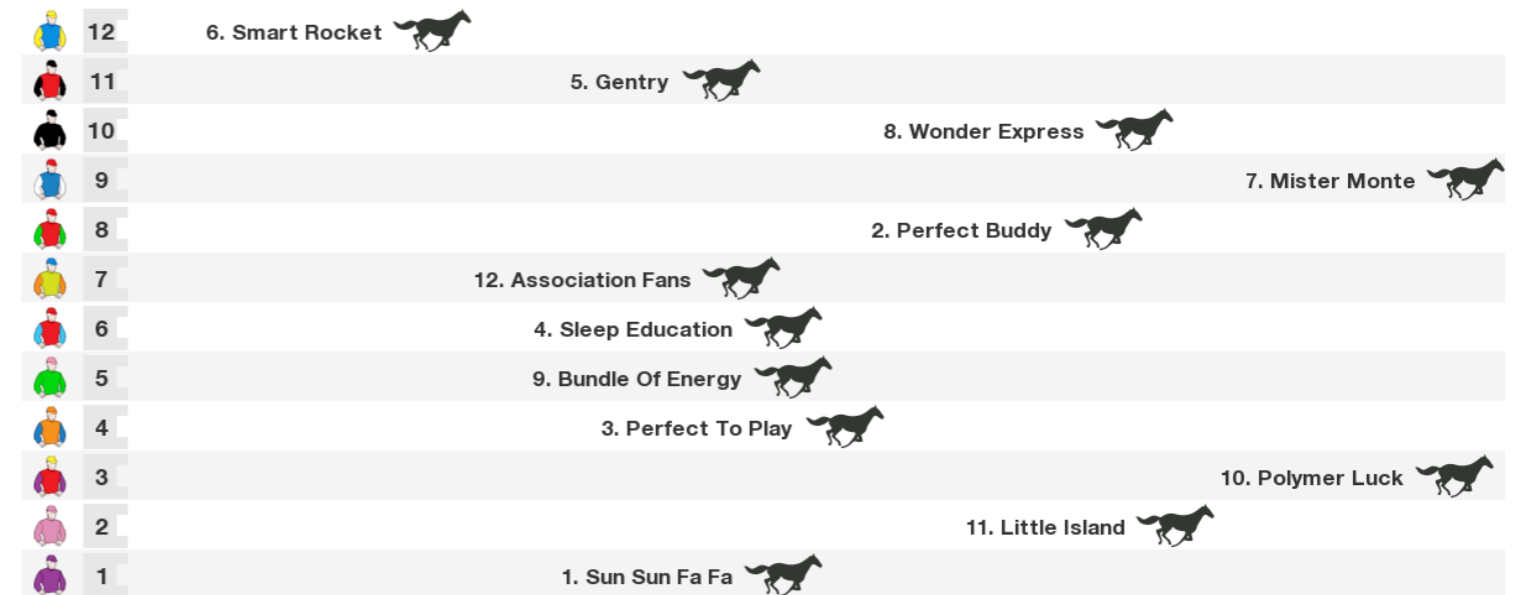 12 6. Smart Rocket
11 5. Gentry
10 8. Wonder Express
9 7. Mister Monte
8 2. Perfect Buddy
7 12. Association Fans
6 4. Sleep Education
5 9. Bundle Of Energy
4 3. Perfect To Play
3 10. Polymer Luck
2 11. Little Island
1 1. Sun Sun Fa Fa